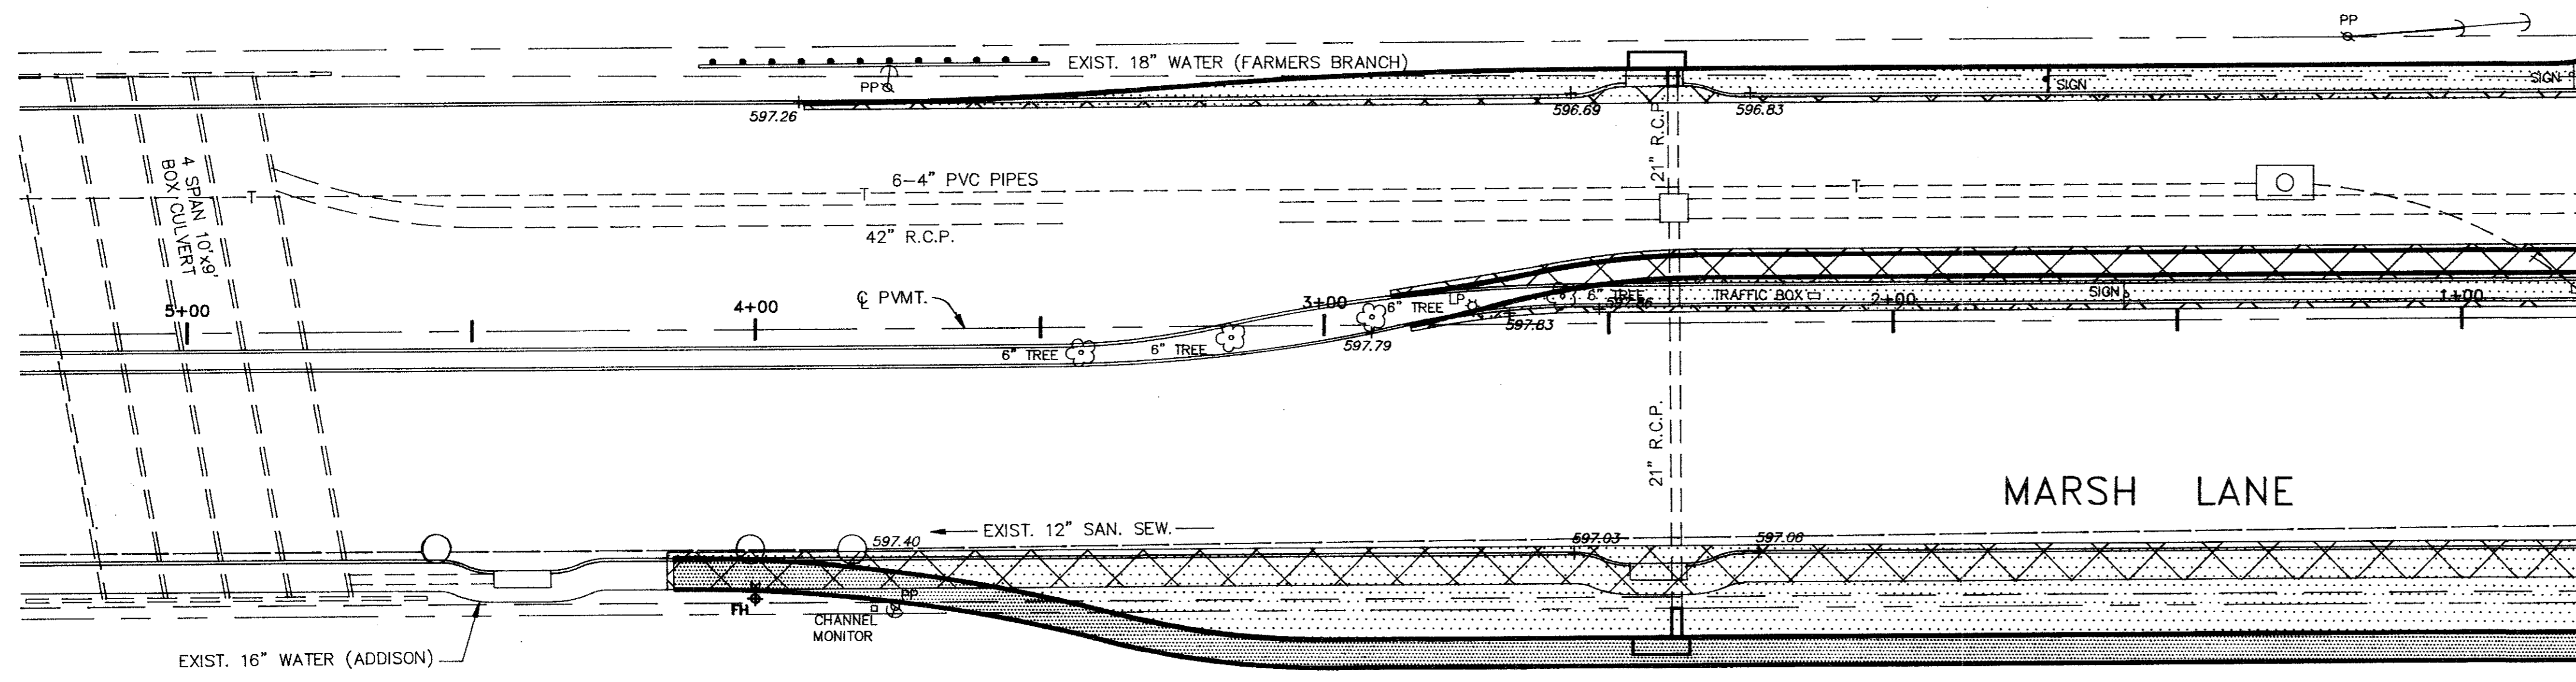 PP
EXIST. 18" WATER (FARMERS BRANCH)
PP
SIGN
SIGN
597.26
596.69
596.83
21" R.C.P.
4 SPAN 10'x9'
BOX CULVERT
T
T
6-4" PVC PIPES
T
42" R.C.P.
5+00
4+00
℄ PVMT.
3+00
6" TREE
LP
6" TREE
TRAFFIC BOX
2+00
SIGN
1+00
597.83
597.79
6" TREE
6" TREE
21" R.C.P.
MARSH LANE
EXIST. 12" SAN. SEW.
597.40
597.03
597.06
FH
PP
CHANNEL
MONITOR
EXIST. 16" WATER (ADDISON)